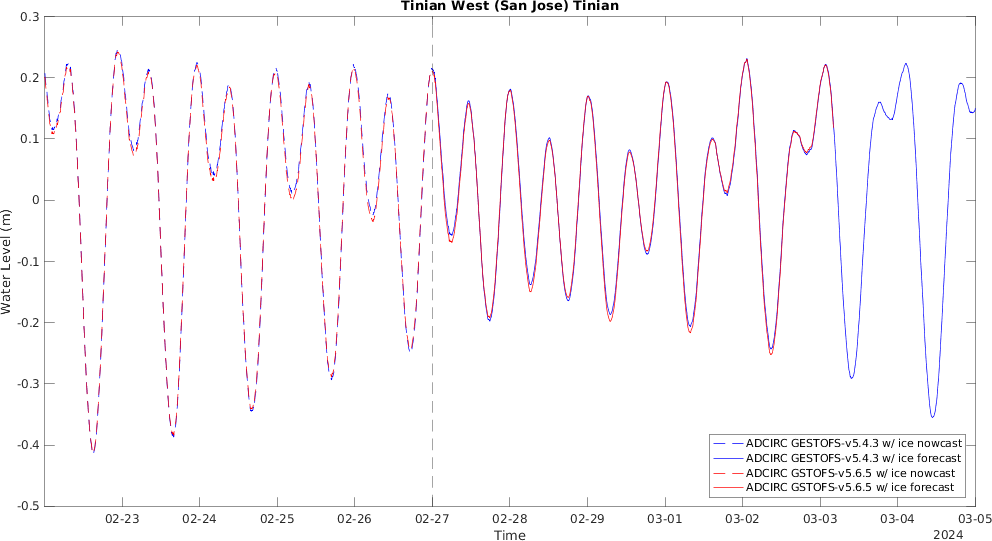 Tinian West (San Jose) Tinian
0.3
0.2
0.1
0
-0.1
-0.2
-0.3
-0.4
-0.5
Water Level (m)
ADCIRC GESTOFS-v5.4.3 w/ ice nowcast
ADCIRC GESTOFS-v5.4.3 w/ ice forecast
ADCIRC GSTOFS-v5.6.5 w/ ice nowcast
ADCIRC GSTOFS-v5.6.5 w/ ice forecast
02-23 02-24 02-25 02-26 02-27 02-28 02-29 03-01 03-02 03-03 03-04 03-05
Time
2024